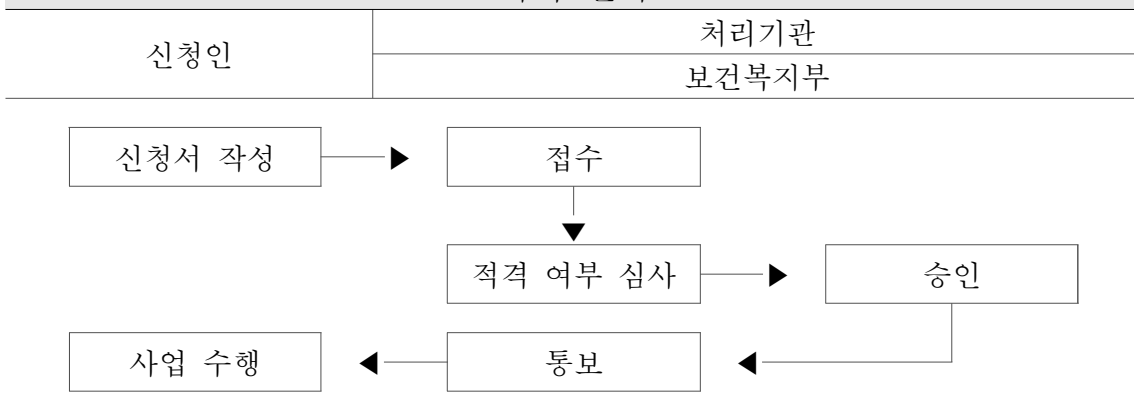 신청인
처리기관
보건복지부
신청서 작성
접수
적격 여부 심사
승인
사업 수행
통보